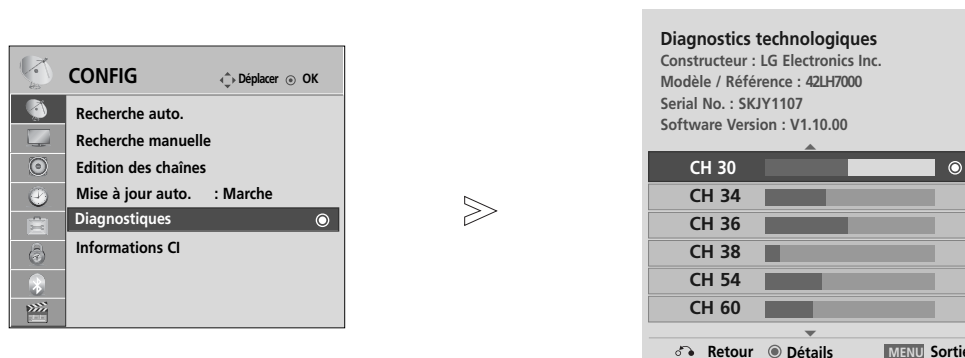 CONFIG
Déplacer OK
Recherche auto.
Recherche manuelle
Edition des chaînes
Mise à jour auto. : Marche
Diagnostiques
Informations CI
Diagnostics technologiques
Constructeur : LG Electronics Inc.
Modèle / Référence : 42LH7000
Serial No. : SKJY1107
Software Version : V1.10.00
CH 30
CH 34
CH 36
CH 38
CH 54
CH 60
Retour Détails MENU Sortie